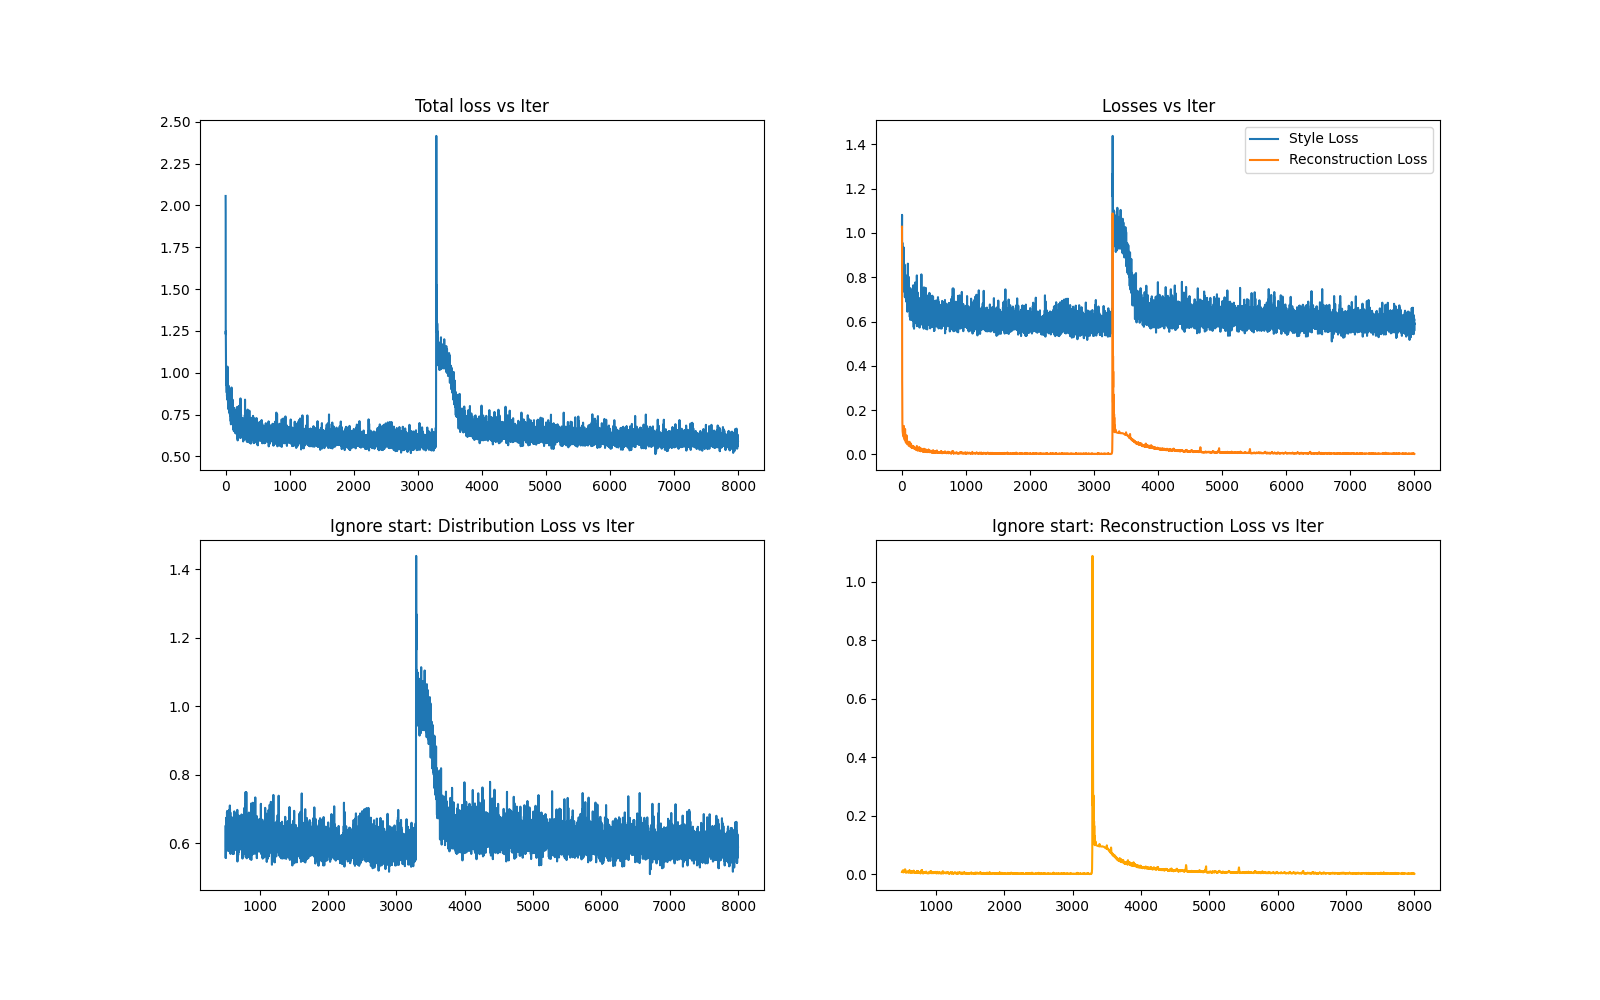 Total loss vs Iter
2.50
2.25
2.00
1.75
1.50
1.25
1.00
0.75
0.50
0 1000 2000 3000 4000 5000 6000 7000 8000
Losses vs Iter
Style Loss
Reconstruction Loss
1.4
1.2
1.0
0.8
0.6
0.4
0.2
0.0
0 1000 2000 3000 4000 5000 6000 7000 8000
Ignore start: Distribution Loss vs Iter
1.4
1.2
1.0
0.8
0.6
1000 2000 3000 4000 5000 6000 7000 8000
Ignore start: Reconstruction Loss vs Iter
1.0
0.8
0.6
0.4
0.2
0.0
1000 2000 3000 4000 5000 6000 7000 8000